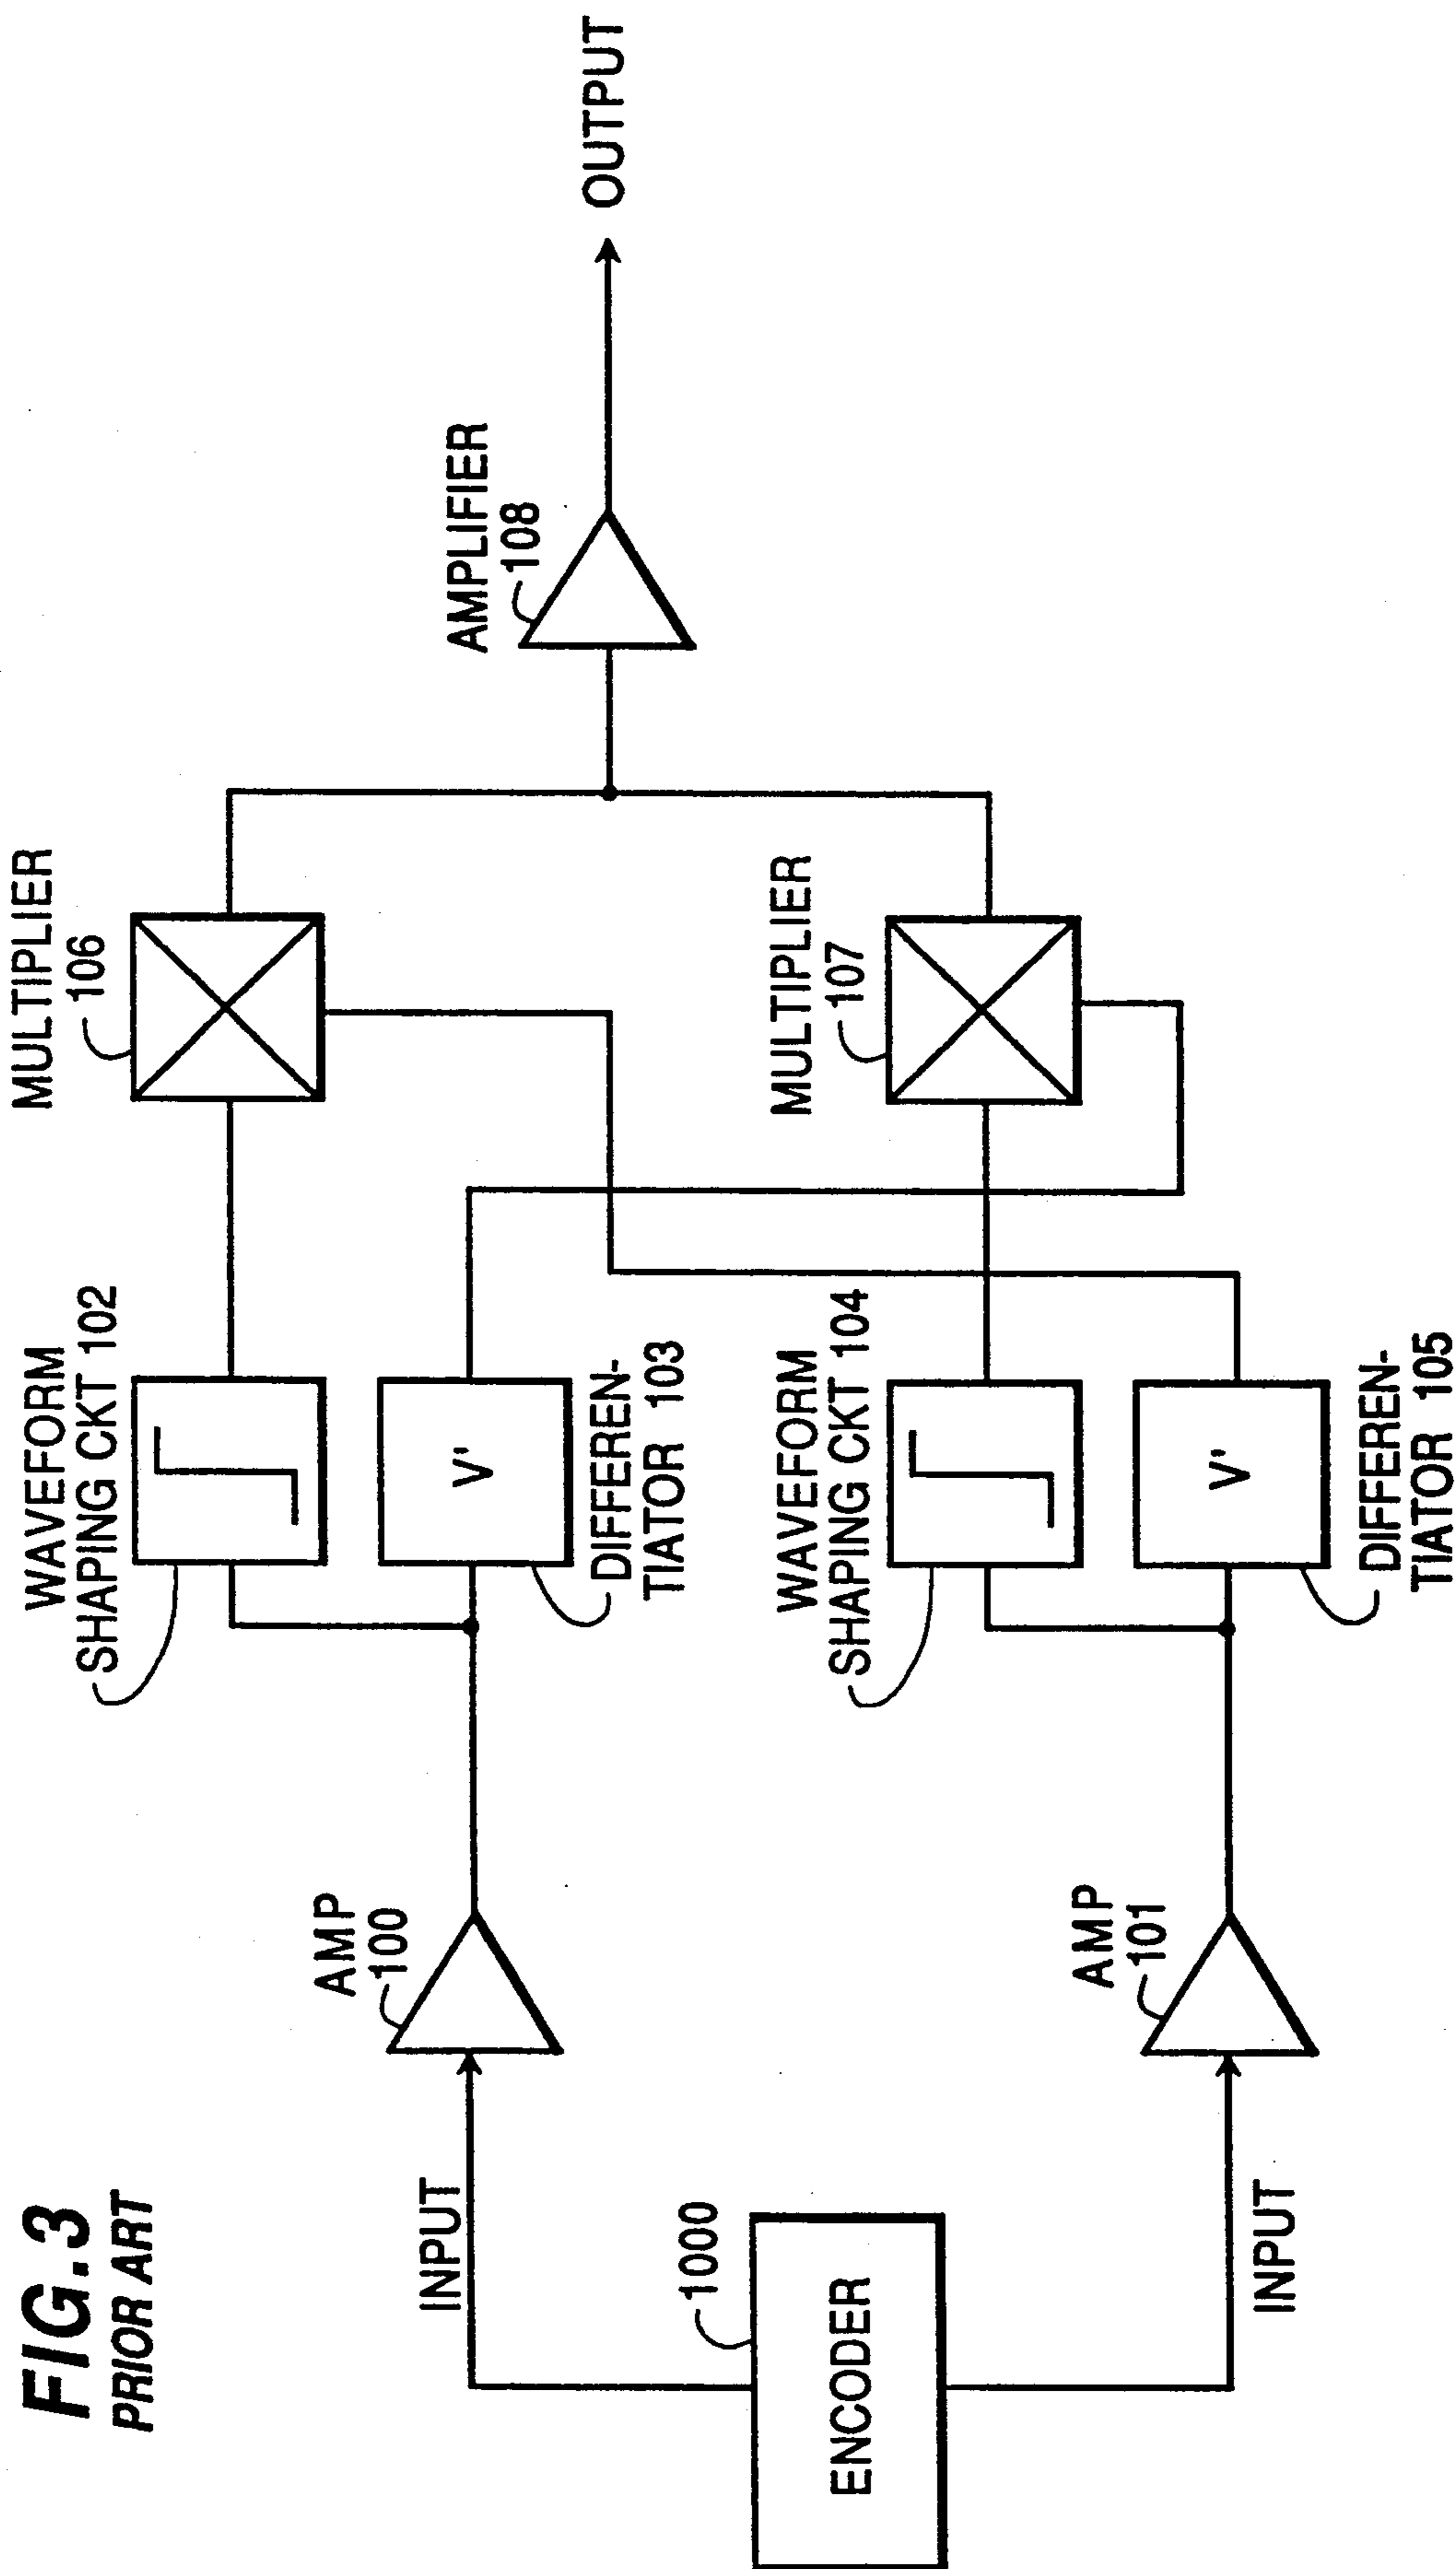 FIG.3
PRIOR ART
ENCODER
1000
INPUT
INPUT
AMP
100
AMP
101
WAVEFORM
SHAPING CKT 102
V'
DIFFEREN-
TIATOR 103
WAVEFORM
SHAPING CKT 104
V'
DIFFEREN-
TIATOR 105
MULTIPLIER
106
MULTIPLIER
107
AMPLIFIER
108
OUTPUT